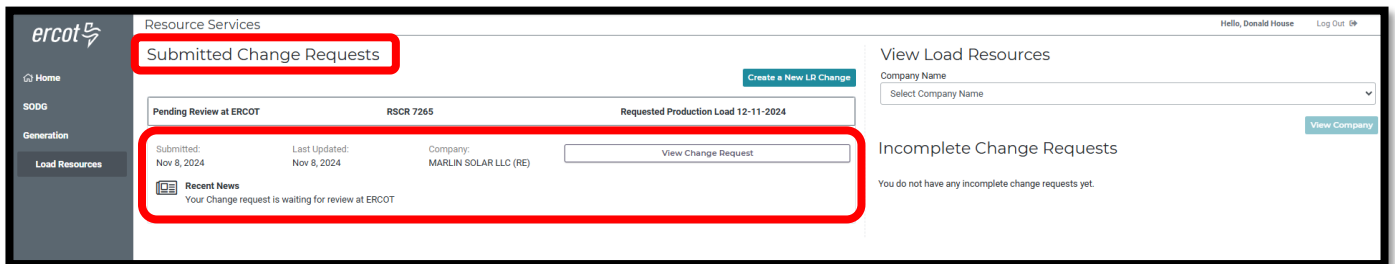 ercot
Home
SODG
Generation
Load Resources
Resource Services
Hello, Donald House Log Out
Submitted Change Requests
Create a New LR Change
Pending Review at ERCOT RSCR 7265 Requested Production Load 12-11-2024
Submitted: Last Updated: Company:
Nov 8, 2024 Nov 8, 2024 MARLIN SOLAR LLC (RE)
View Change Request
Recent News
Your Change request is waiting for review at ERCOT
View Load Resources
Company Name
Select Company Name
View Company
Incomplete Change Requests
You do not have any incomplete change requests yet.